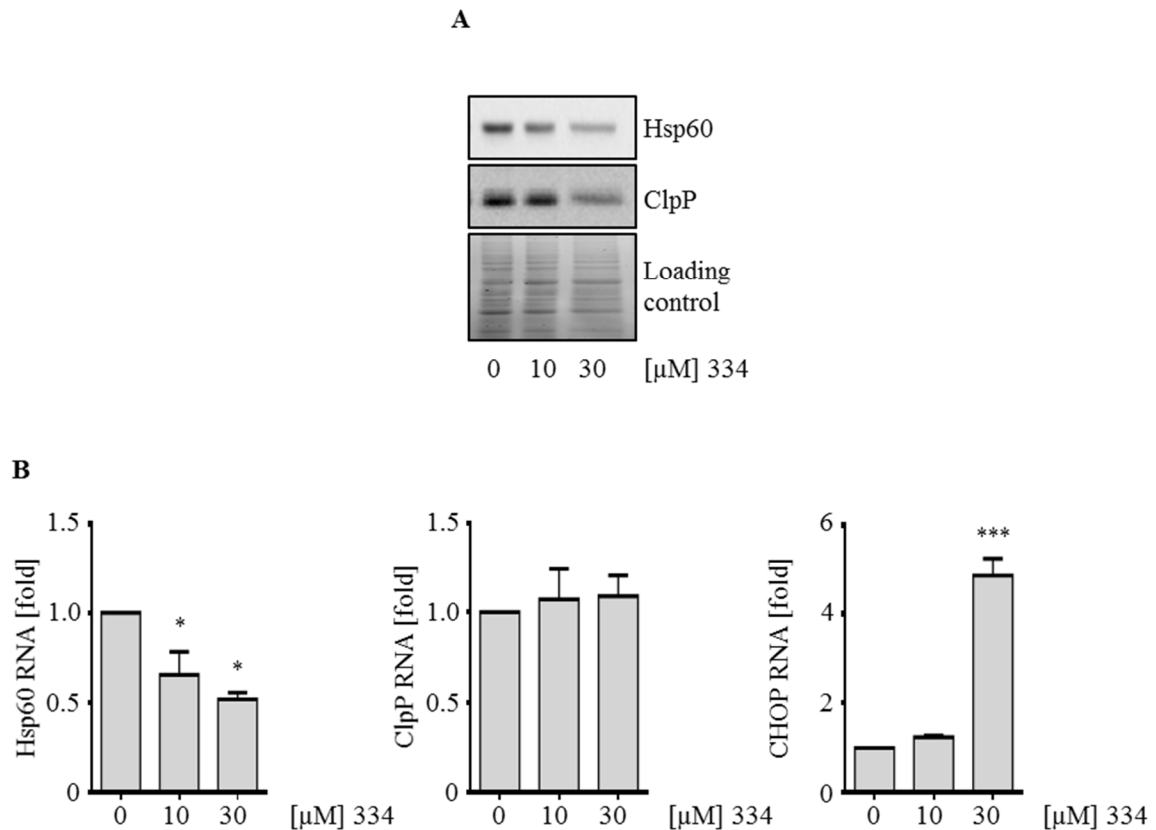 A
Hsp60
ClpP
Loading
control
0 10 30 [µM] 334
B
Hsp60 RNA [fold]
1.5
1.0
0.5
0
*
*
0 10 30 [µM] 334
ClpP RNA [fold]
1.5
1.0
0.5
0
0 10 30 [µM] 334
CHOP RNA [fold]
6
4
2
0
***
0 10 30 [µM] 334